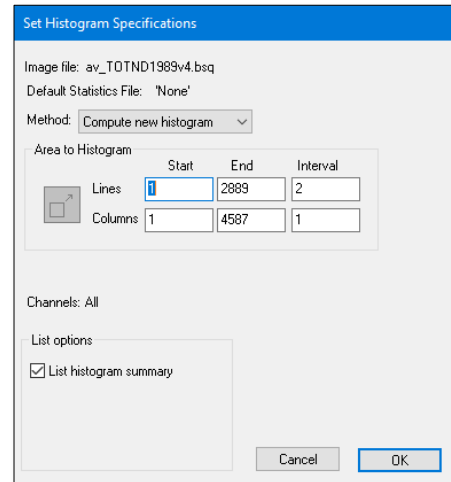 Set Histogram Specifications
Image file: av_TOTND1989v4.bsq
Default Statistics File: 'None'
Method: Compute new histogram
Area to Histogram
Start End Interval
Lines 1 2889 2
Columns 1 4587 1
Channels: All
List options
List histogram summary
Cancel OK